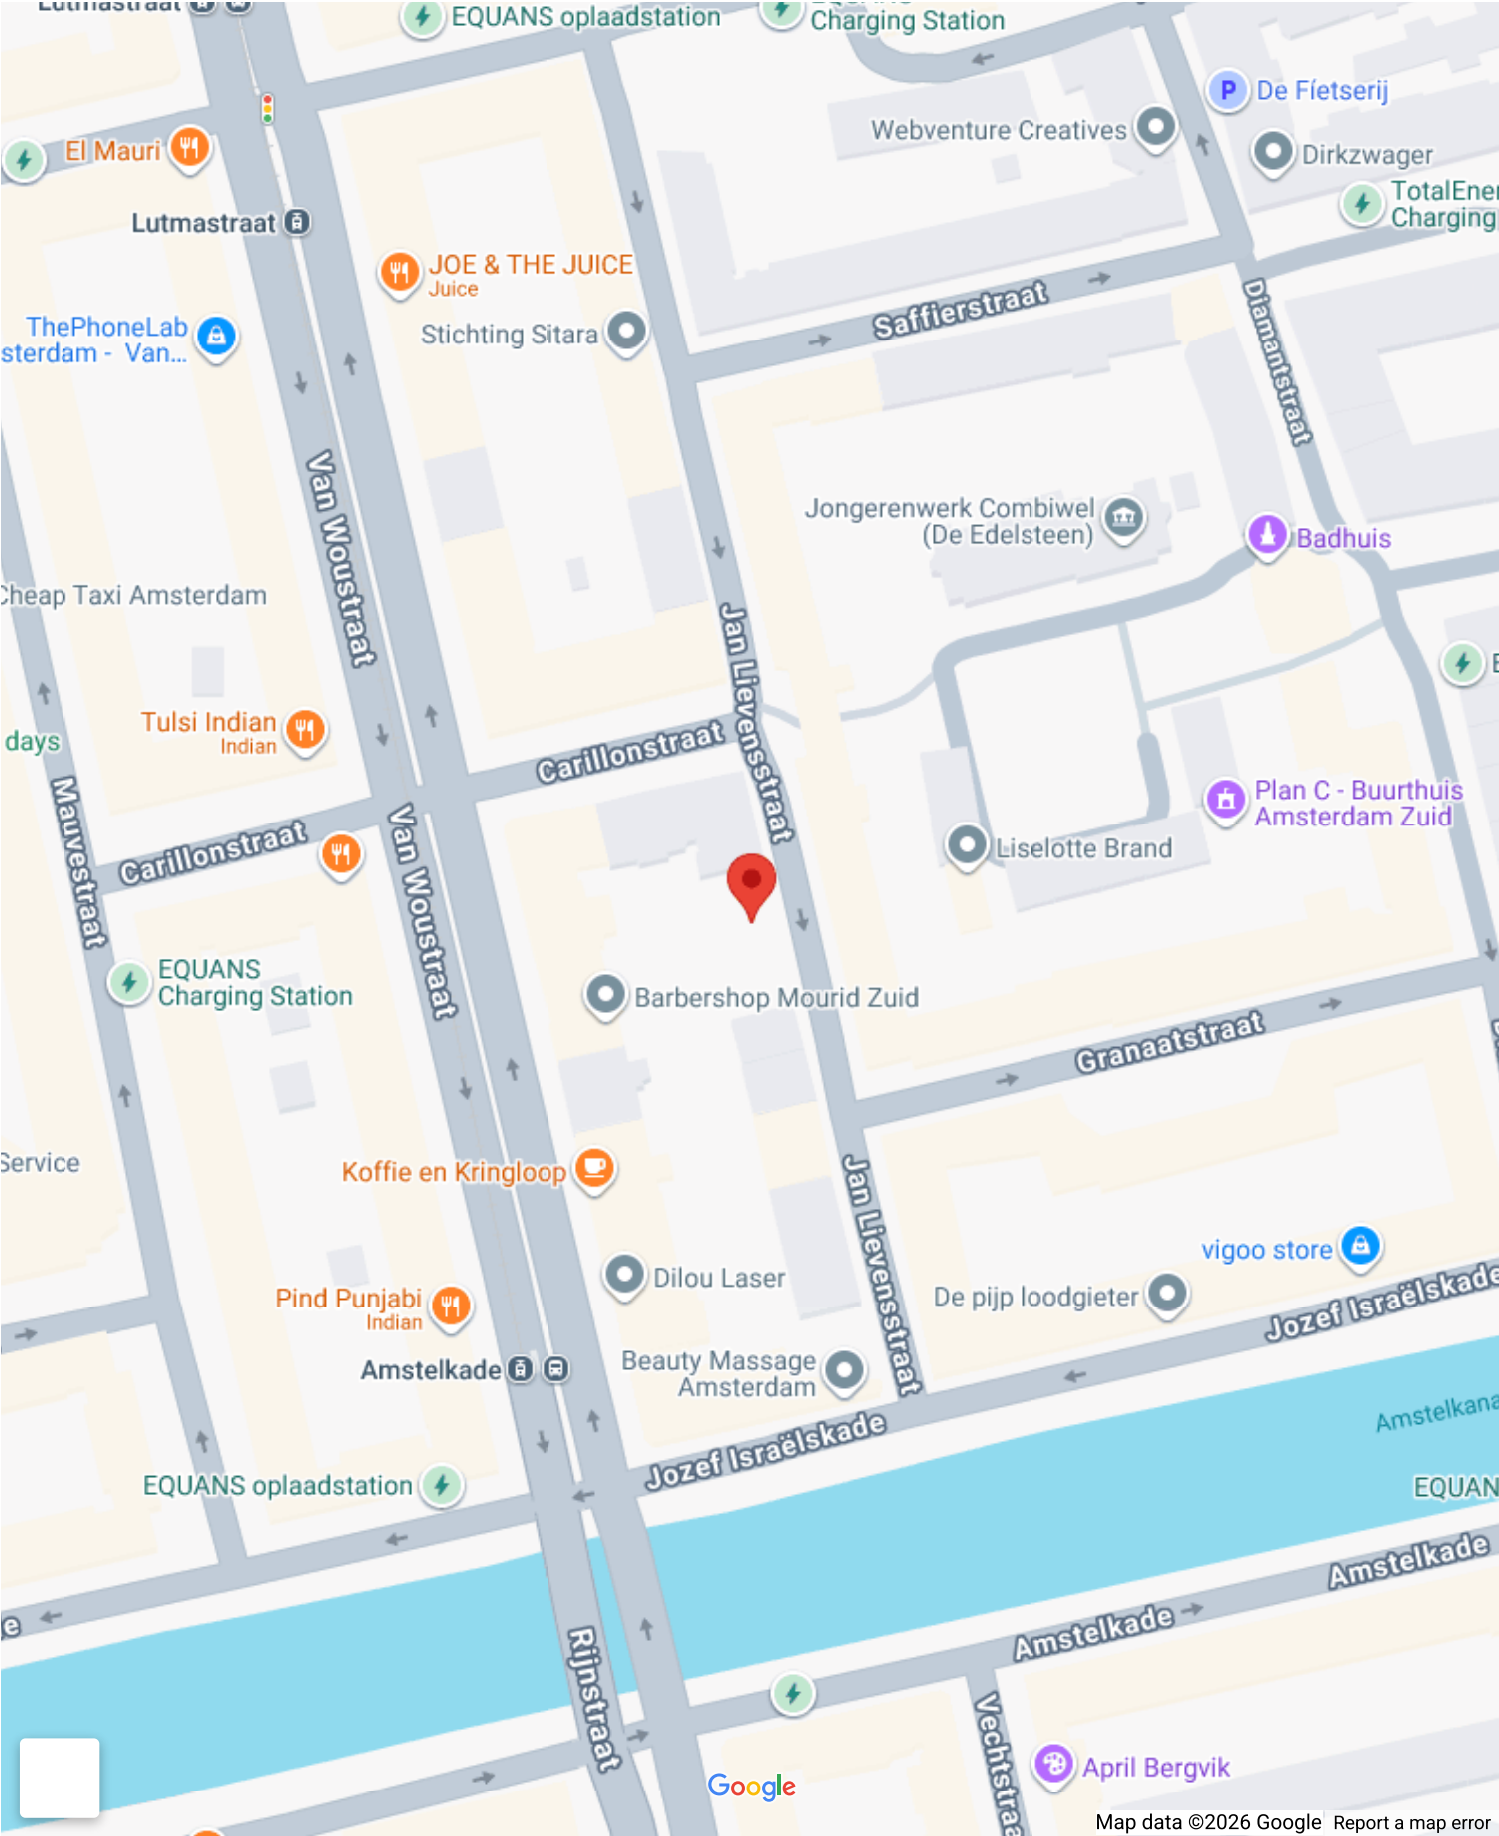 Lutmastraat
EQUANS oplaadstation
Charging Station
De Fíetserij
Webventure Creatives
El Mauri
Dirkzwager
Charging
Lutmastraat
JOE & THE JUICE
Juice
Saffierstraat
ThePhoneLab
sterdam - Van...
Stichting Sitara
Diamantstraat
Van Woustraat
Jongerenwerk Combiwel
(De Edelsteen)
Badhuis
Cheap Taxi Amsterdam
Jan Lievensstraat
Tulsi Indian
Indian
days
Carillonstraat
Mauvestraat
Plan C - Buurthuis
Amsterdam Zuid
Carillonstraat
Van Woustraat
Liselotte Brand
EQUANS
Charging Station
Barbershop Mourid Zuid
Granaatstraat
Service
Koffie en Kringloop
Jan Lievensstraat
vigoo store
Dilou Laser
De pijp loodgieter
Pind Punjabi
Indian
Jozef Israëlskade
Amstelkade
Beauty Massage
Amsterdam
Amstelkana
Jozef Israëlskade
EQUANS oplaadstation
EQUAN
Amstelkade
Amstelkade
Rijnstraat
Vechtstraa
April Bergvik
Google
Map data ©2026 Google
Report a map error